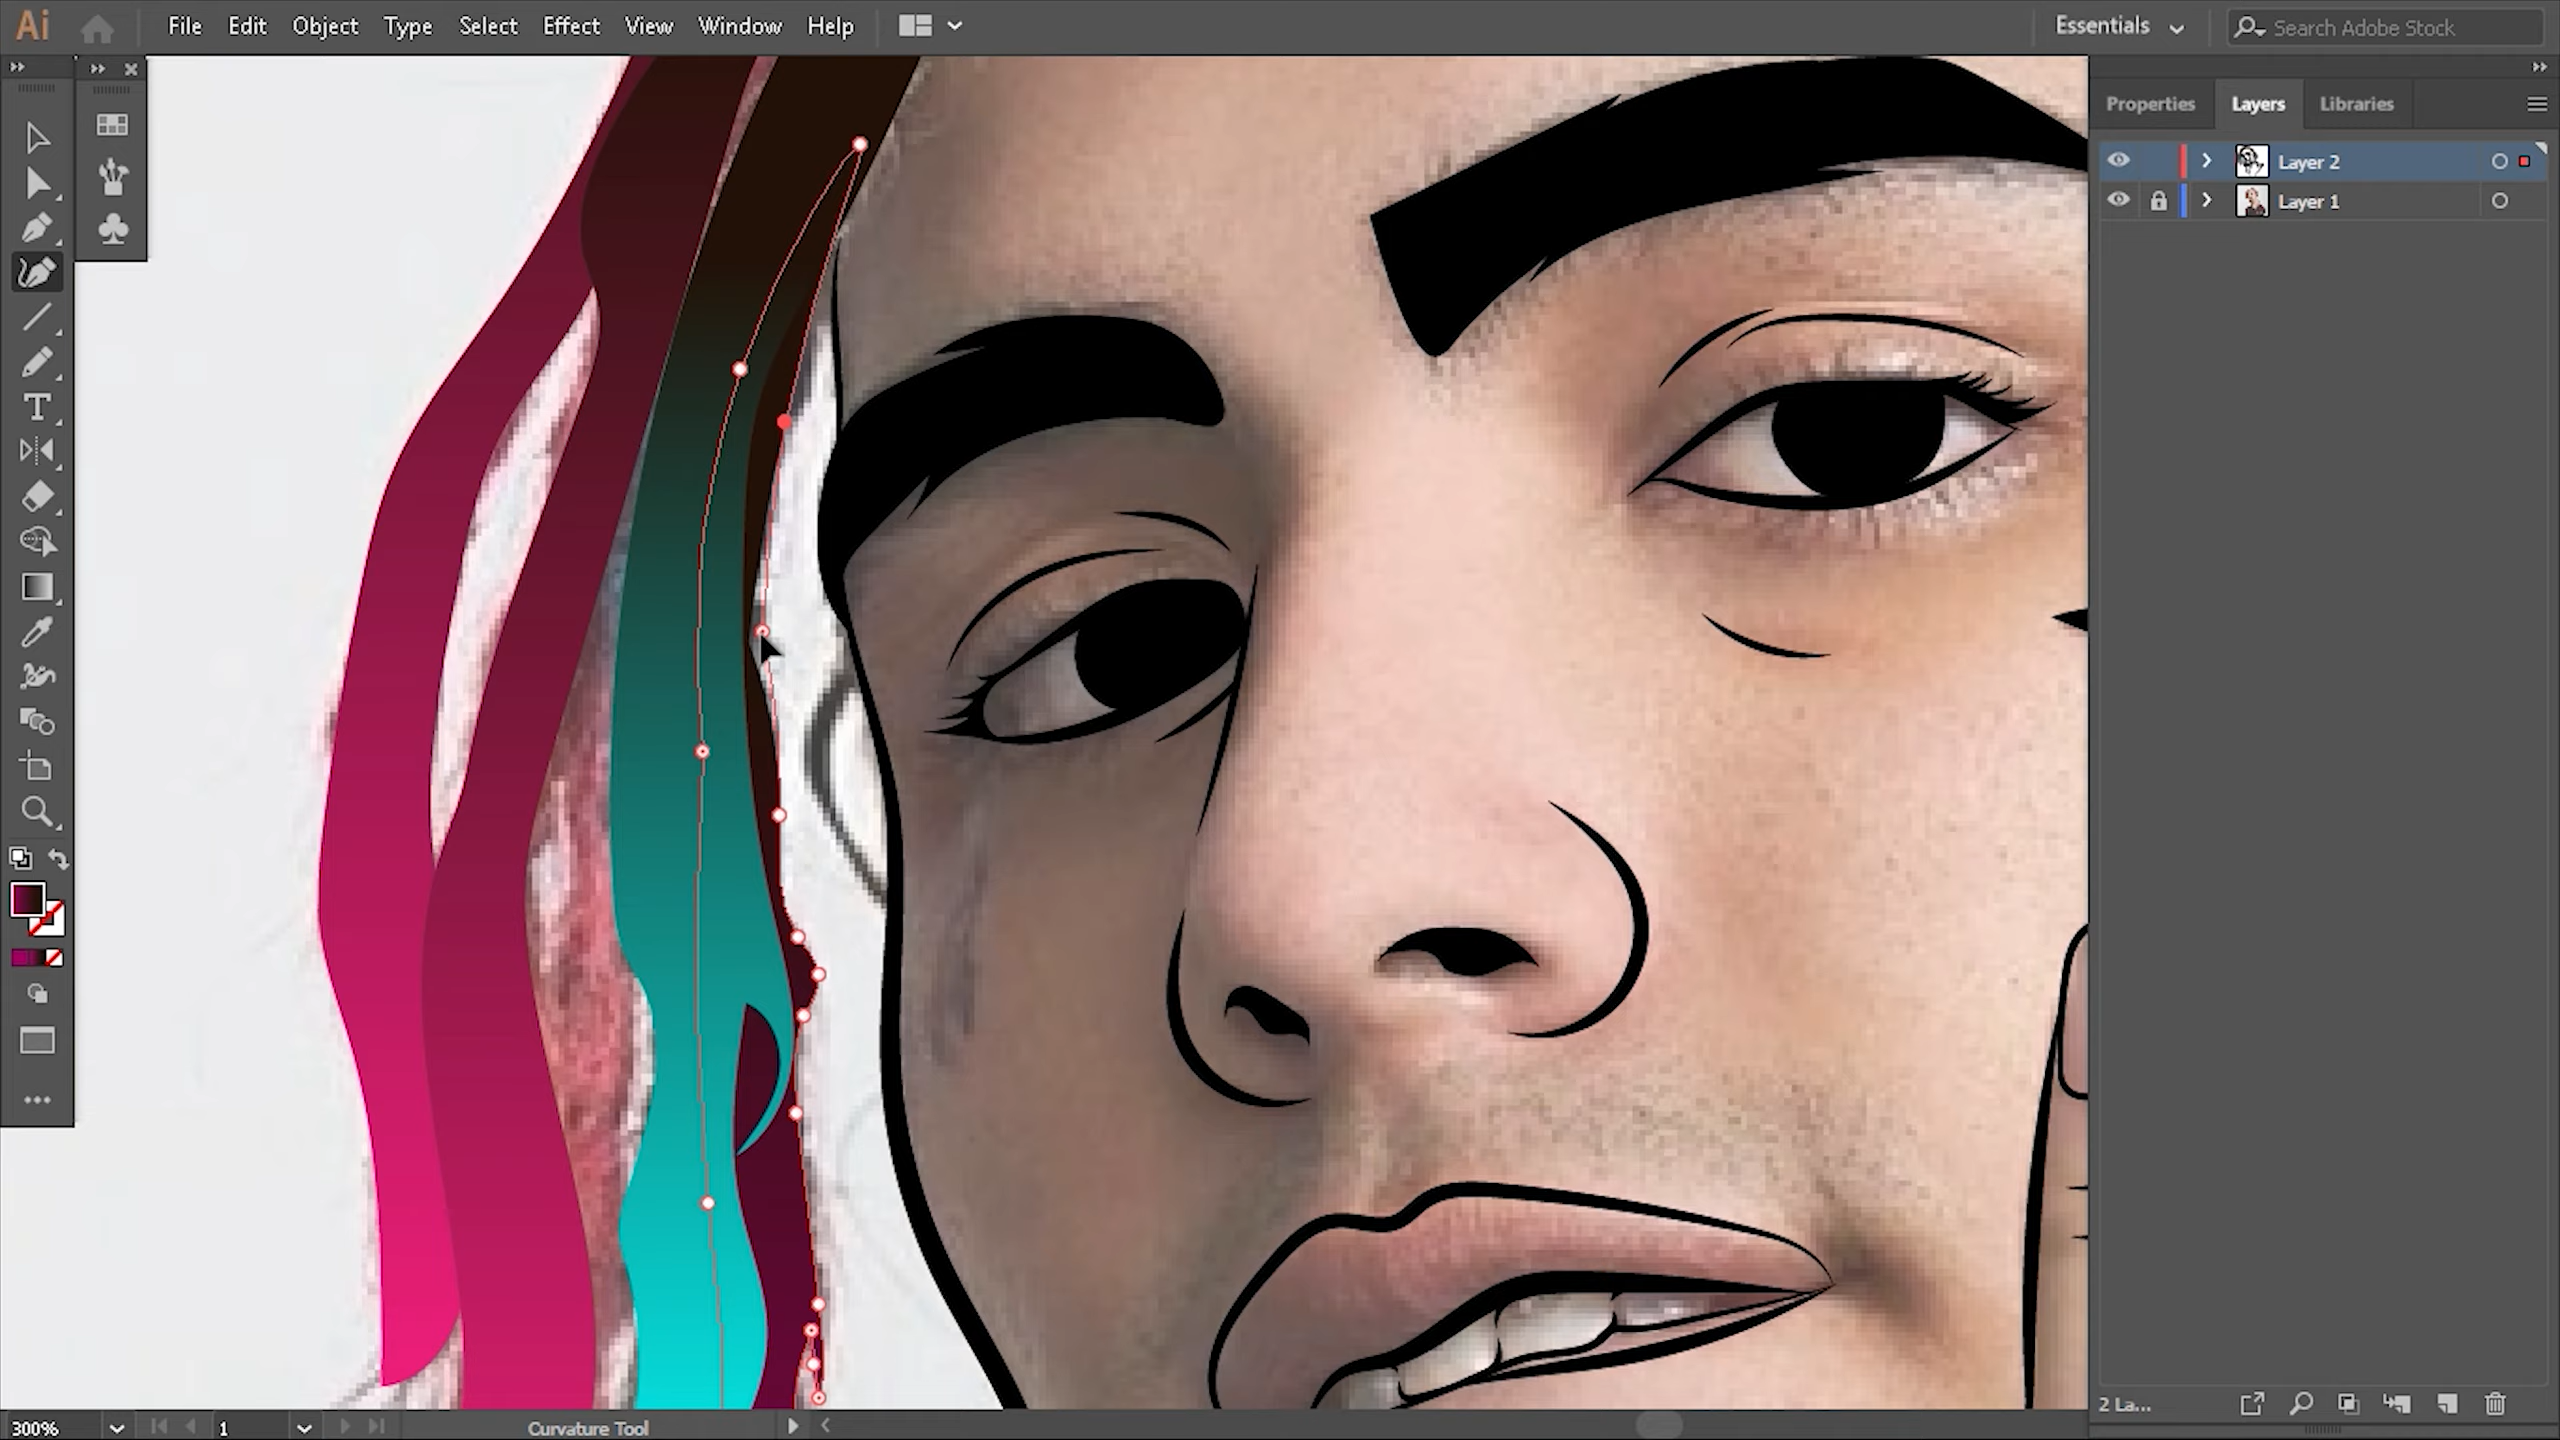 Ai File Edit Object Type Select Effect View Window Help Essentials Search Adobe Stock
Properties Layers Libraries
Layer 2
Layer 1
T
2 La...
300% 1 Curvature Tool